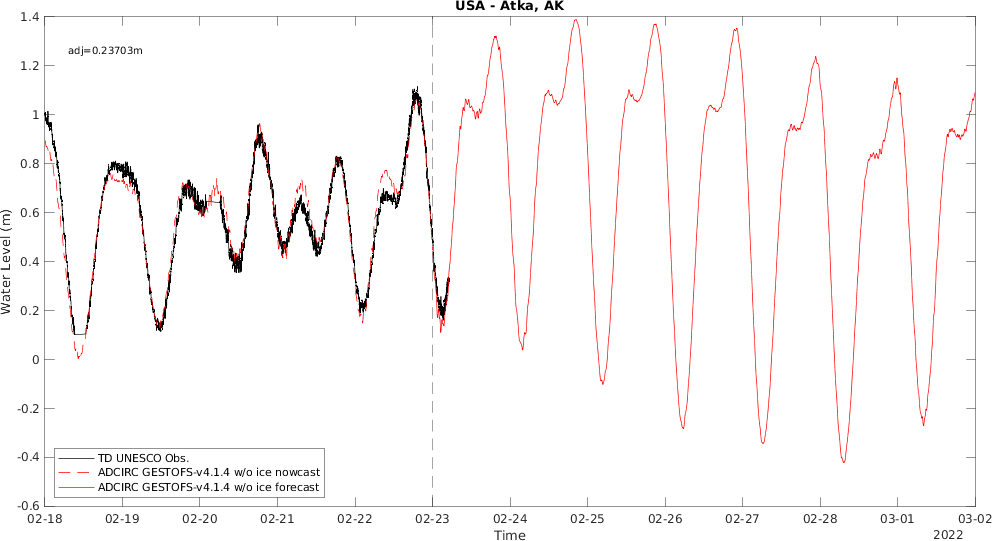 USA - Atka, AK
adj=0.23703m
Water Level (m)
1.4
1.2
1
0.8
0.6
0.4
0.2
0
-0.2
-0.4
-0.6
TD UNESCO Obs.
ADCIRC GESTOFS-v4.1.4 w/o ice nowcast
ADCIRC GESTOFS-v4.1.4 w/o ice forecast
02-18 02-19 02-20 02-21 02-22 02-23 02-24 02-25 02-26 02-27 02-28 03-01 03-02
Time
2022